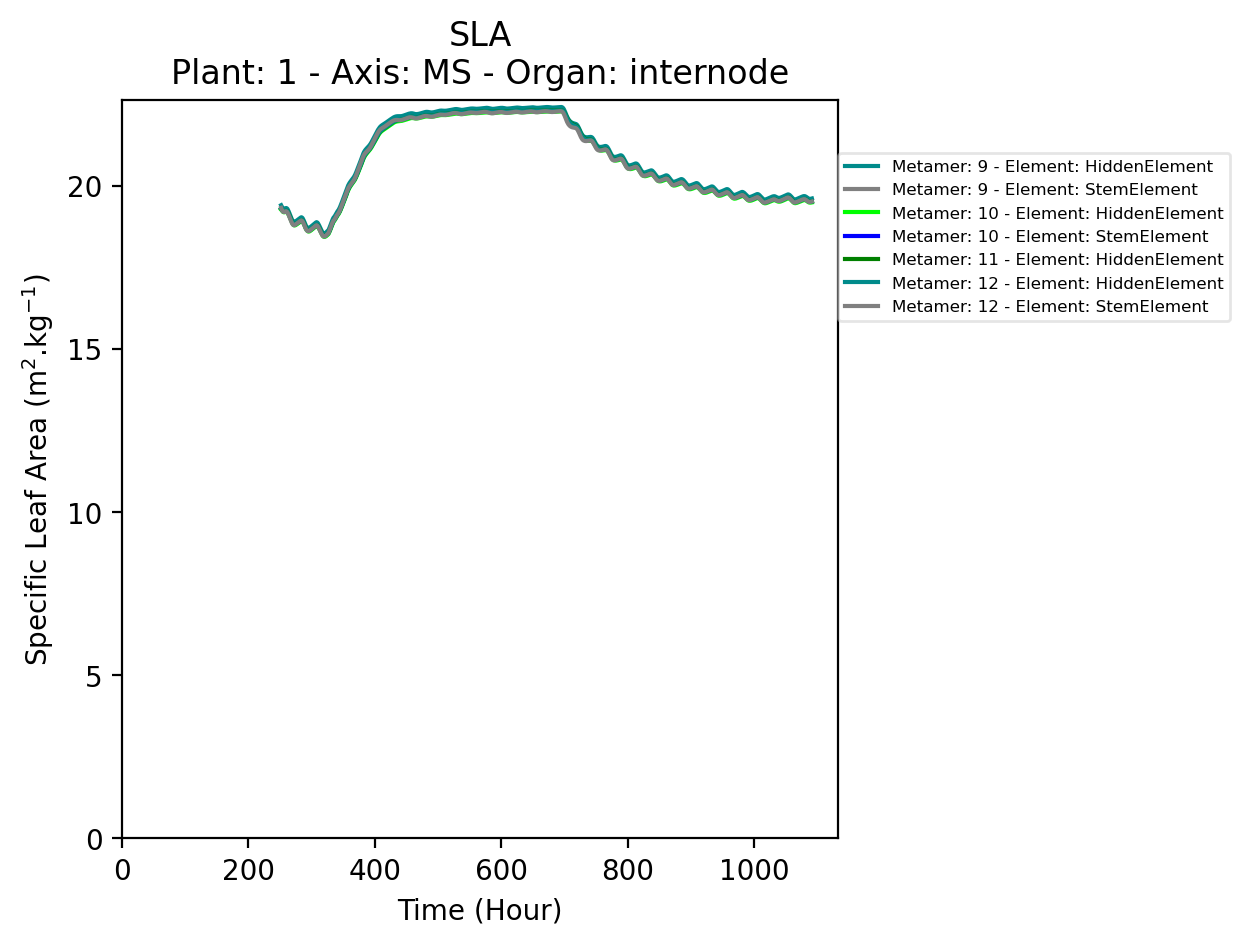 SLA
Plant: 1 - Axis: MS - Organ: internode
Specific Leaf Area (m².kg⁻¹)
20
15
10
5
0
0 200 400 600 800 1000
Time (Hour)
Metamer: 9 - Element: HiddenElement
Metamer: 9 - Element: StemElement
Metamer: 10 - Element: HiddenElement
Metamer: 10 - Element: StemElement
Metamer: 11 - Element: HiddenElement
Metamer: 12 - Element: HiddenElement
Metamer: 12 - Element: StemElement